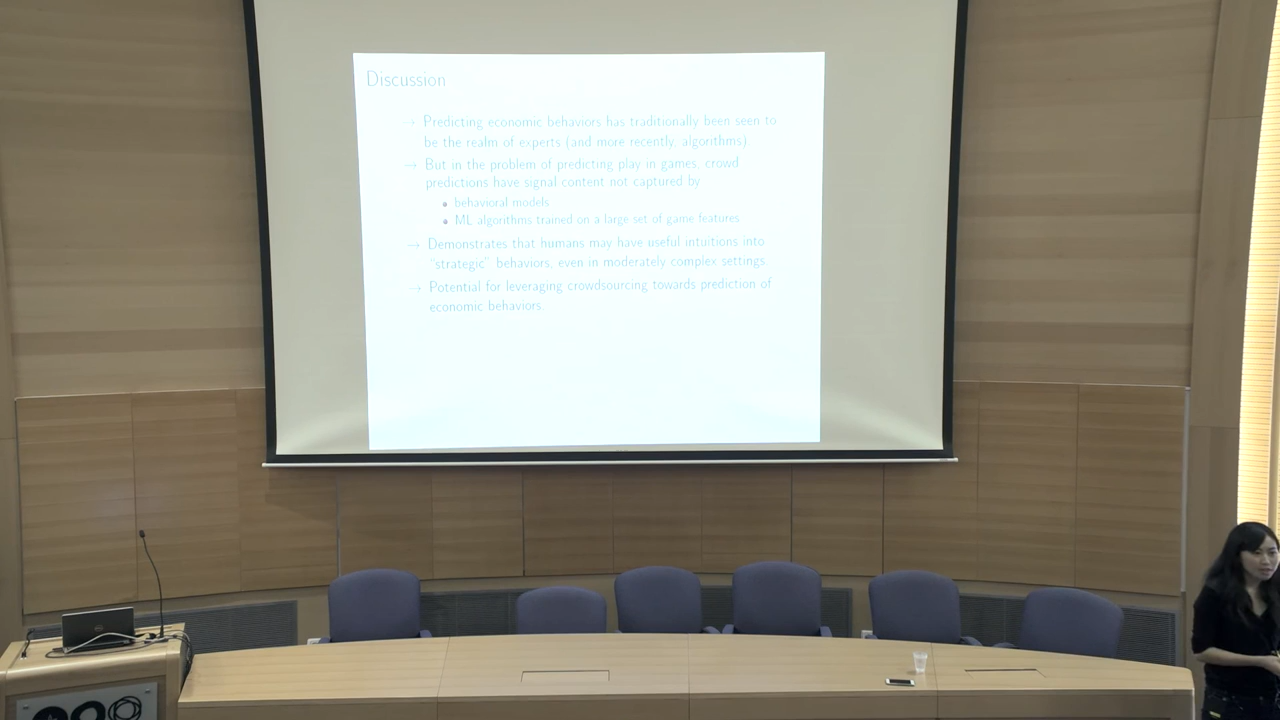 Discussion
→ Predicting economic behaviors has traditionally been seen to
be the realm of experts (and more recently, algorithms).
→ But in the problem of predicting play in games, crowd
predictions have signal content not captured by
• behavioral models
• ML algorithms trained on a large set of game features
→ Demonstrates that humans may have useful intuitions into
"strategic" behaviors, even in moderately complex settings.
→ Potential for leveraging crowdsourcing towards prediction of
economic behaviors.